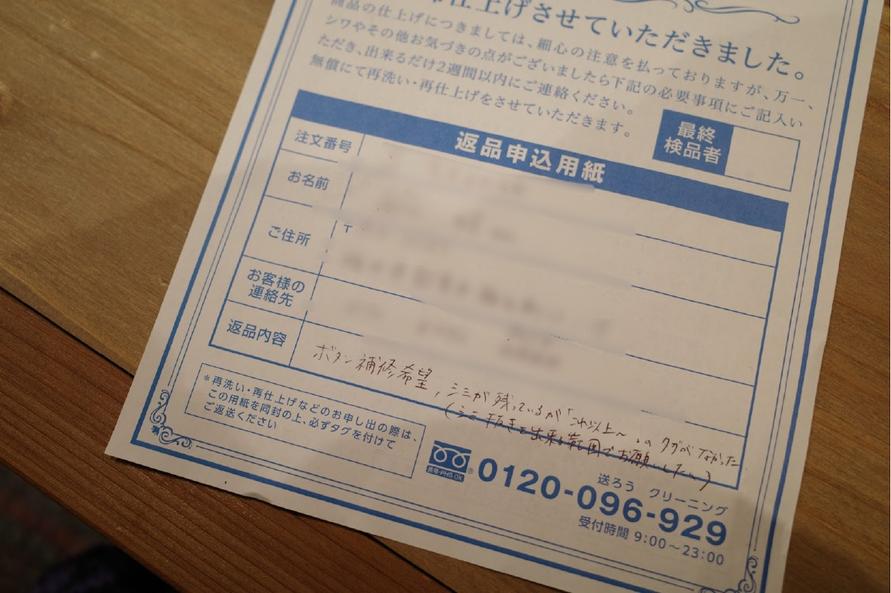 仕上げさせていただきました。
商品の仕上げにつきましては、細心の注意を払っておりますが、万一、
シワやその他お気づきの点がございましたら下記の必要事項にご記入い
ただき、出来るだけ2週間以内にご連絡ください。
無償にて再洗い・再仕上げをさせていただきます。
最終
検品者
返品申込用紙
注文番号
お名前
ご住所
〒
お客様の
連絡先
返品内容
ボタン補修希望、シミが残っているが「これ以上~」のタグがなかった
(シミ抜きを出来る範囲でお願いしたい)
*再洗い・再仕上げなどのお申し出の際は、
この用紙を同封の上、必ずタグを付けて
ご返送ください
携帯・PHS OK
送ろう クリーニング
0120-096-929
受付時間 9:00~23:00